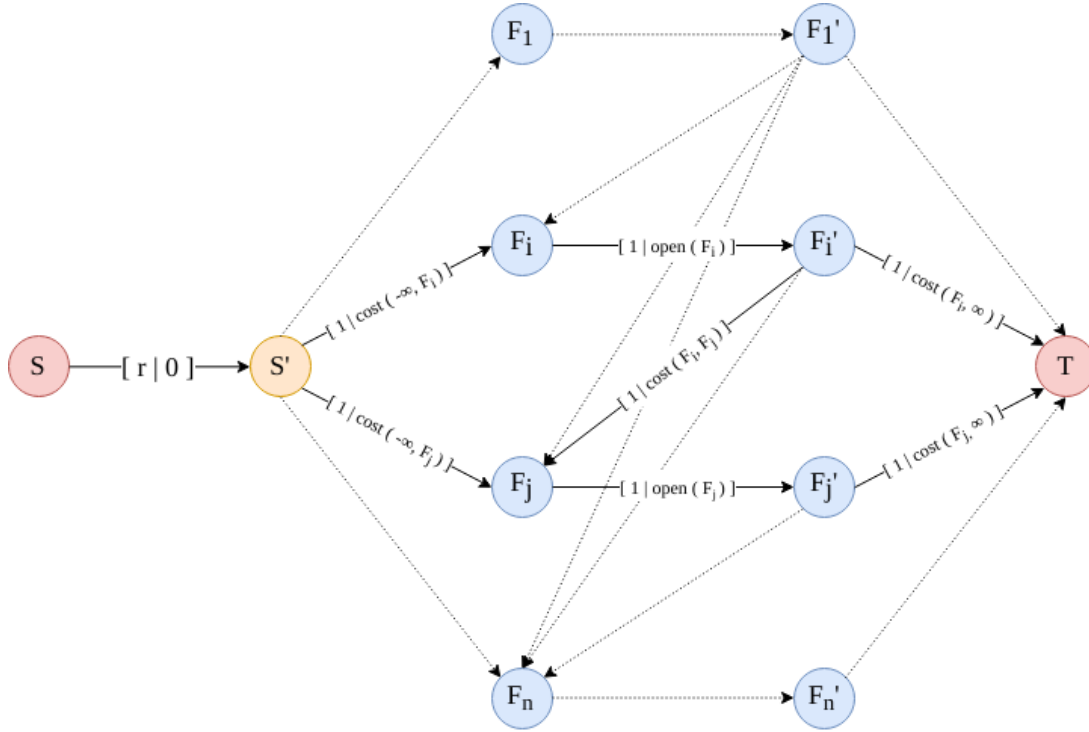 F₁
F₁'
[ 1 | cost ( -∞, Fᵢ ) ]
Fᵢ
[ 1 | open ( Fᵢ ) ]
Fᵢ'
[ 1 | cost ( Fᵢ, ∞ ) ]
S
[ r | 0 ]
S'
[ 1 | cost ( Fᵢ, Fⱼ ) ]
T
[ 1 | cost ( -∞, Fⱼ ) ]
Fⱼ
[ 1 | open ( Fⱼ ) ]
Fⱼ'
[ 1 | cost ( Fⱼ, ∞ ) ]
Fₙ
Fₙ'